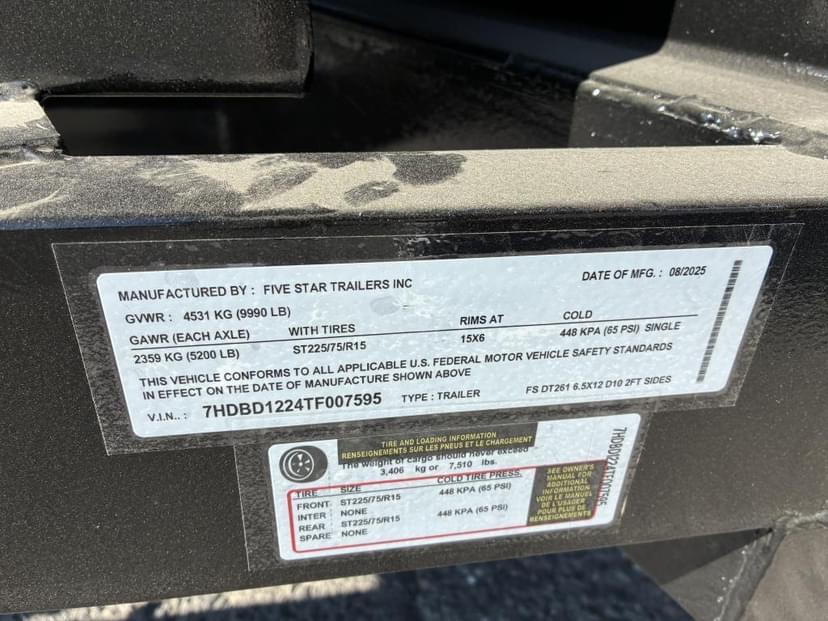 MANUFACTURED BY : FIVE STAR TRAILERS INC DATE OF MFG. : 08/2025
GVWR : 4531 KG (9990 LB)
GAWR (EACH AXLE) WITH TIRES RIMS AT COLD
2359 KG (5200 LB) ST225/75/R15 15X6 448 KPA (65 PSI) SINGLE
THIS VEHICLE CONFORMS TO ALL APPLICABLE U.S. FEDERAL MOTOR VEHICLE SAFETY STANDARDS
IN EFFECT ON THE DATE OF MANUFACTURE SHOWN ABOVE
V.I.N.. : 7HDBD1224TF007595 TYPE : TRAILER FS DT261 6.5X12 D10 2FT SIDES
TIRE AND LOADING INFORMATION
RENSEIGNEMENTS SUR LES PNEUS ET LE CHARGEMENT
The weight of cargo should never exceed
3,406 kg or 7,510 lbs.
TIRE SIZE COLD TIRE PRESS.
FRONT ST225/75/R15 448 KPA (65 PSI)
INTER NONE
REAR ST225/75/R15 448 KPA (65 PSI)
SPARE NONE
SEE OWNER'S
MANUAL FOR
ADDITIONAL
INFORMATION
VOIR LE MANUEL
DE L'USAGER
POUR PLUS DE
RENSEIGNEMENTS
7HDBD1224TF007595